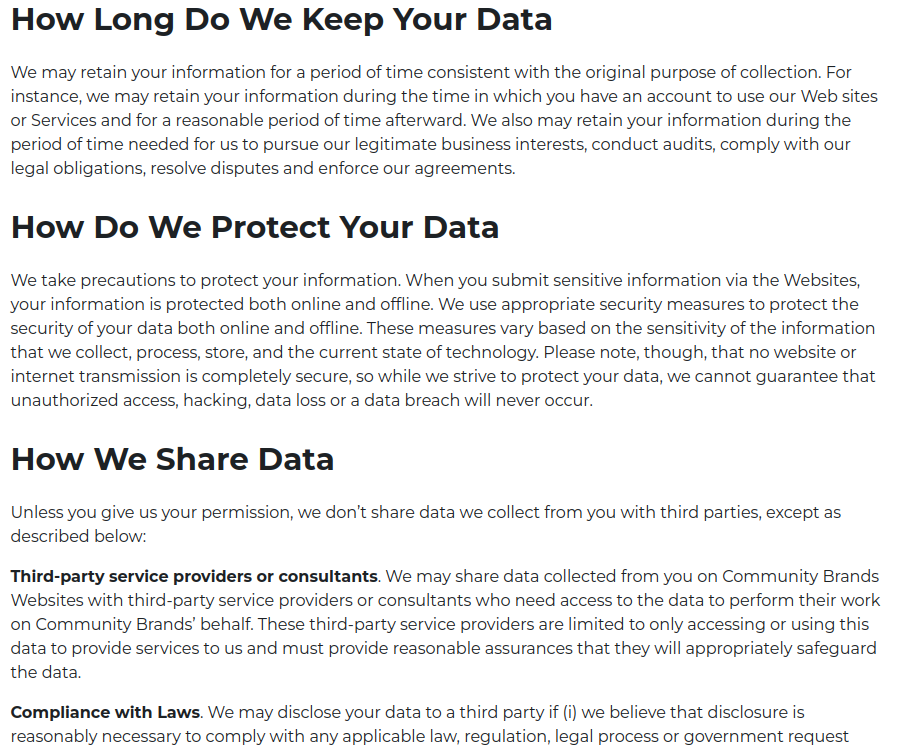 How Long Do We Keep Your Data
We may retain your information for a period of time consistent with the original purpose of collection. For
instance, we may retain your information during the time in which you have an account to use our Web sites
or Services and for a reasonable period of time afterward. We also may retain your information during the
period of time needed for us to pursue our legitimate business interests, conduct audits, comply with our
legal obligations, resolve disputes and enforce our agreements.
How Do We Protect Your Data
We take precautions to protect your information. When you submit sensitive information via the Websites,
your information is protected both online and offline. We use appropriate security measures to protect the
security of your data both online and offline. These measures vary based on the sensitivity of the information
that we collect, process, store, and the current state of technology. Please note, though, that no website or
internet transmission is completely secure, so while we strive to protect your data, we cannot guarantee that
unauthorized access, hacking, data loss or a data breach will never occur.
How We Share Data
Unless you give us your permission, we don’t share data we collect from you with third parties, except as
described below:
Third-party service providers or consultants. We may share data collected from you on Community Brands
Websites with third-party service providers or consultants who need access to the data to perform their work
on Community Brands’ behalf. These third-party service providers are limited to only accessing or using this
data to provide services to us and must provide reasonable assurances that they will appropriately safeguard
the data.
Compliance with Laws. We may disclose your data to a third party if (i) we believe that disclosure is
reasonably necessary to comply with any applicable law, regulation, legal process or government request